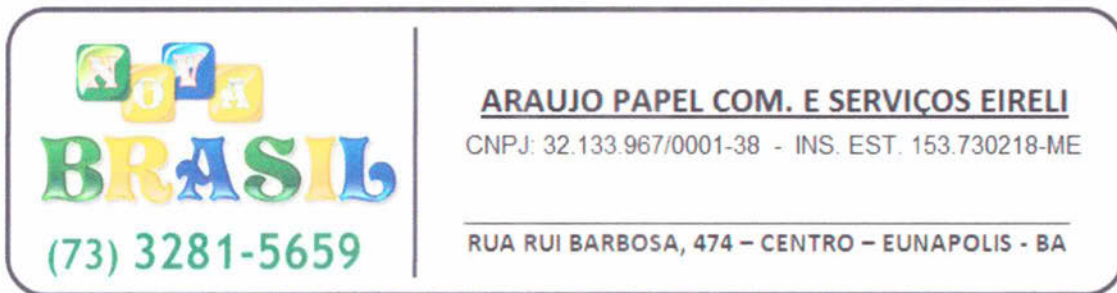 NOVA
BRASIL
(73) 3281-5659
ARAUJO PAPEL COM. E SERVIÇOS EIRELI
CNPJ: 32.133.967/0001-38 - INS. EST. 153.730218-ME
RUA RUI BARBOSA, 474 – CENTRO – EUNAPOLIS - BA